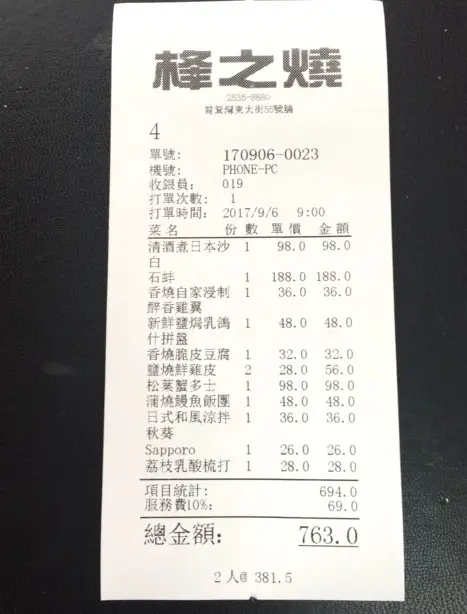 峰之燒
2535-8880
筲箕灣東大街55號舖
4
單號: 170906-0023
機號: PHONE-PC
收銀員: 019
打單次數: 1
打單時間: 2017/9/6 9:00
菜名 份數 單價 金額
清酒煮日本沙 1 98.0 98.0
白
石蚌 1 188.0 188.0
香燒自家浸制 1 36.0 36.0
醉香雞翼
新鮮鹽焗乳鴿 1 48.0 48.0
什拼盤
香燒脆皮豆腐 1 32.0 32.0
鹽燒鮮雞皮 2 28.0 56.0
松葉蟹多士 1 98.0 98.0
蒲燒鰻魚飯團 1 48.0 48.0
日式和風涼拌 1 36.0 36.0
秋葵
Sapporo 1 26.0 26.0
荔枝乳酸梳打 1 28.0 28.0
項目統計: 694.0
服務費10%: 69.0
總金額: 763.0
2 人@ 381.5